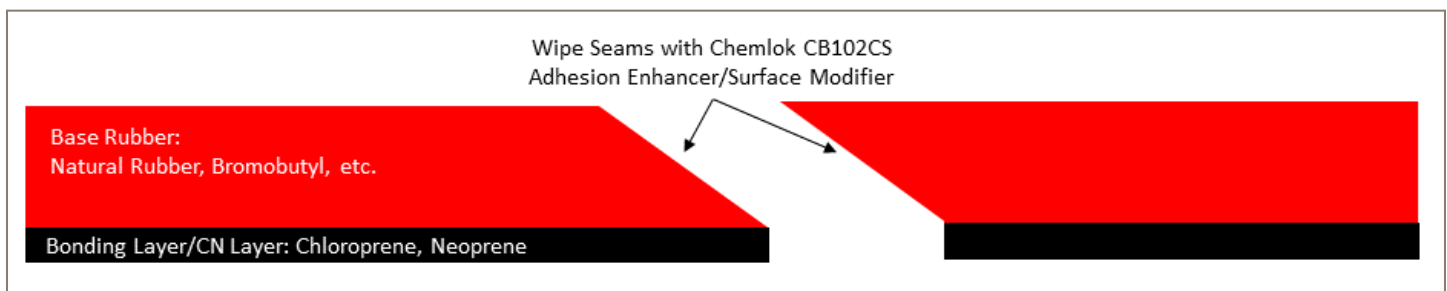 Wipe Seams with Chemlok CB102CS
Adhesion Enhancer/Surface Modifier
Base Rubber:
Natural Rubber, Bromobutyl, etc.
Bonding Layer/CN Layer: Chloroprene, Neoprene